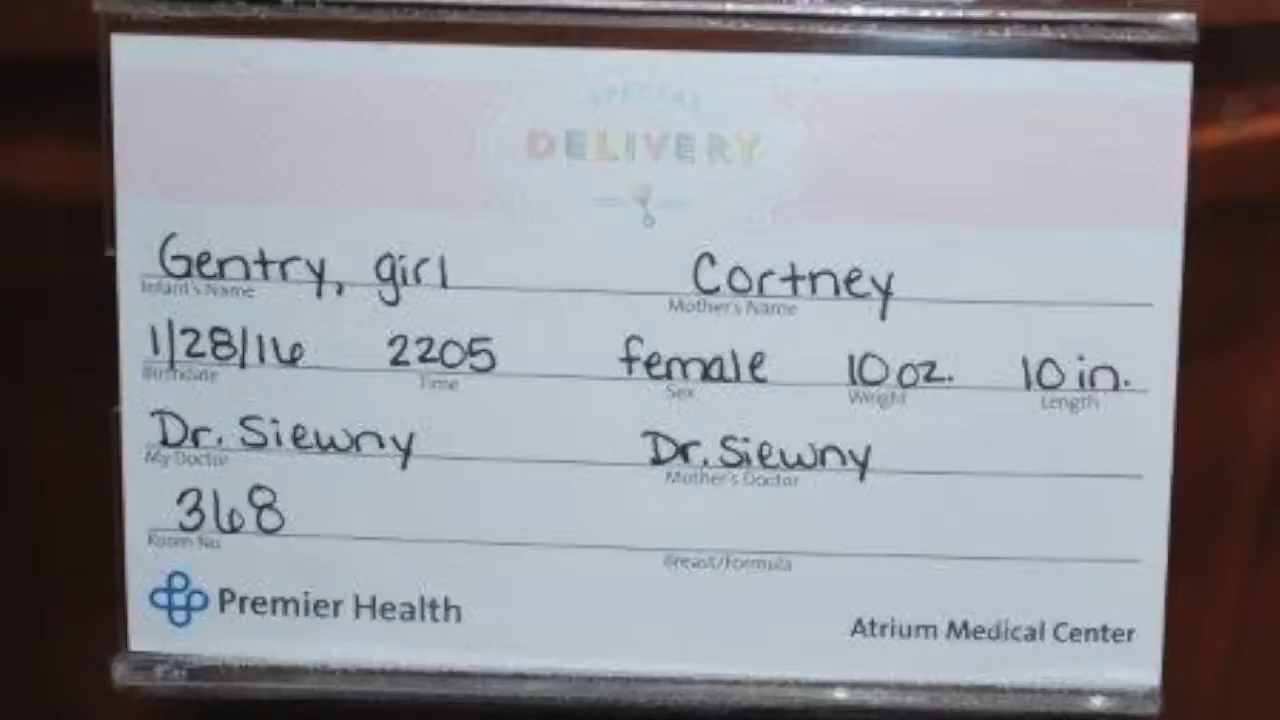 SPECIAL
DELIVERY
Gentry, girl Cortney
Infant's Name Mother's Name
1/28/16 2205 female 10 oz. 10 in.
Birthdate Time Sex Weight Length
Dr. Siewny Dr. Siewny
My Doctor Mother's Doctor
368
Room No. Breast/Formula
Premier Health Atrium Medical Center